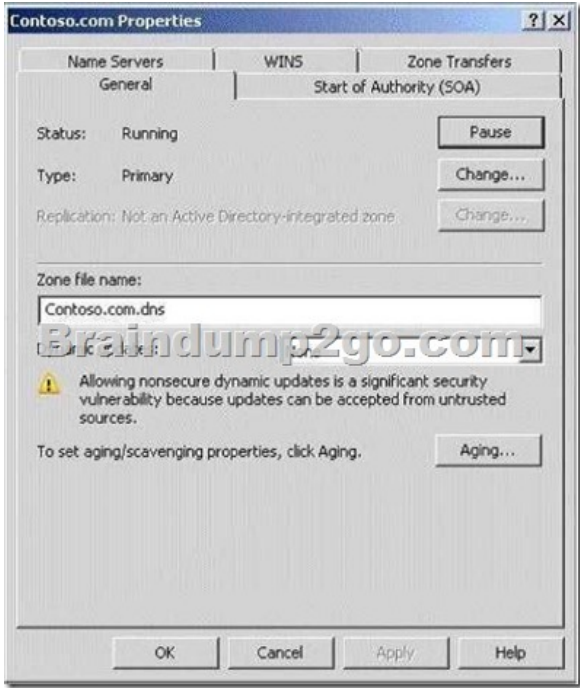 Contoso.com Properties
Name Servers
WINS
Zone Transfers
General
Start of Authority (SOA)
Status: Running
Pause
Type: Primary
Change...
Replication: Not an Active Directory-integrated zone
Change...
Zone file name:
Contoso.com.dns
Braindump2go.com
Allowing nonsecure dynamic updates is a significant security
vulnerability because updates can be accepted from untrusted
sources.
To set aging/scavenging properties, click Aging.
Aging...
OK
Cancel
Apply
Help